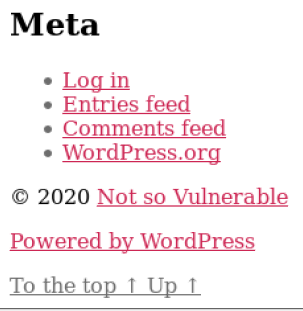 Meta
Log in
Entries feed
Comments feed
WordPress.org
© 2020 Not so Vulnerable
Powered by WordPress
To the top ↑ Up ↑